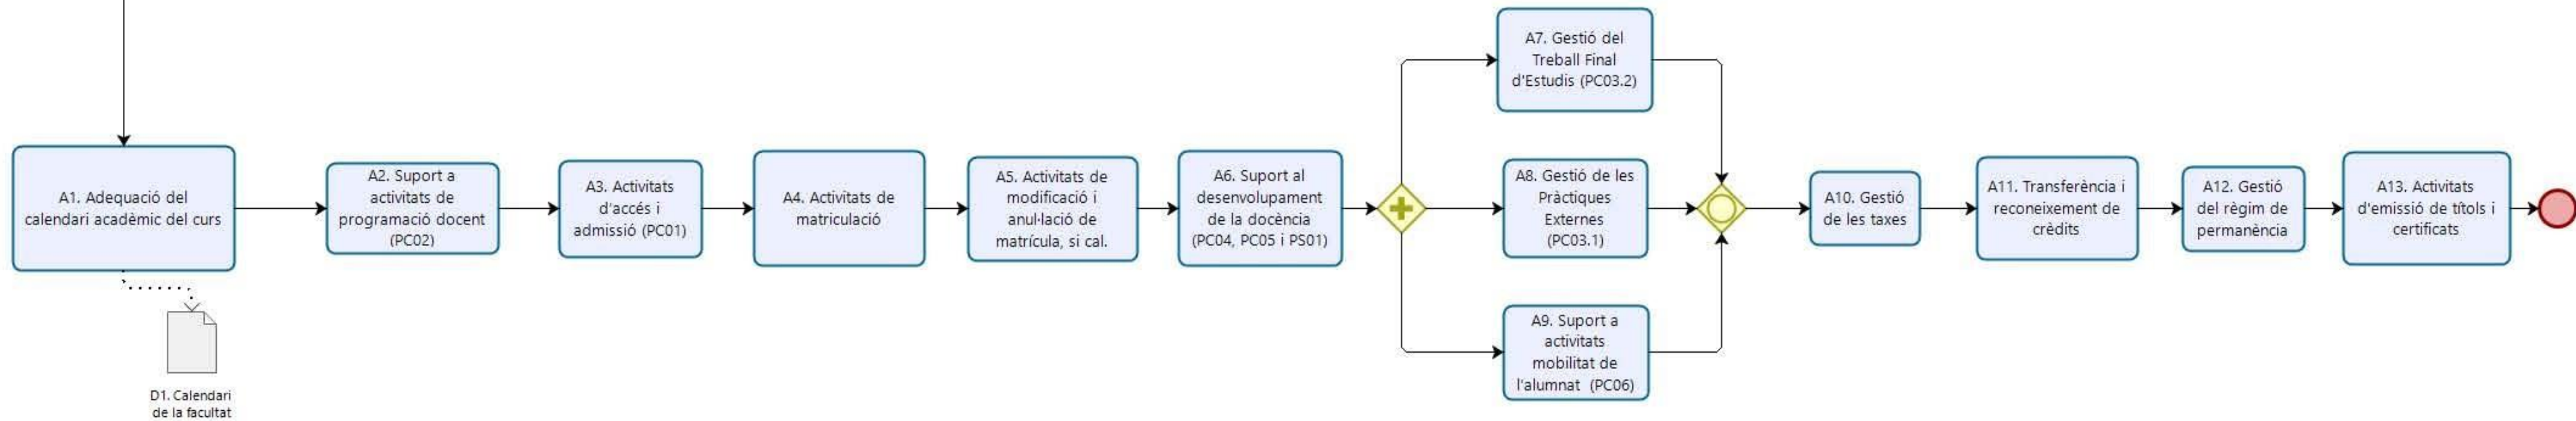 A1. Adequació del
calendari acadèmic del curs
D1. Calendari
de la facultat
A2. Suport a
activitats de
programació docent
(PC02)
A3. Activitats
d'accés i
admissió (PC01)
A4. Activitats de
matriculació
A5. Activitats de
modificació i
anul·lació de
matrícula, si cal.
A6. Suport al
desenvolupament
de la docència
(PC04, PC05 i PS01)
A7. Gestió del
Treball Final
d'Estudis (PC03.2)
A8. Gestió de les
Pràctiques
Externes
(PC03.1)
A9. Suport a
activitats
mobilitat de
l'alumnat (PC06)
A10. Gestió
de les taxes
A11. Transferència i
reconeixement de
crèdits
A12. Gestió
del règim de
permanència
A13. Activitats
d'emissió de títols i
certificats